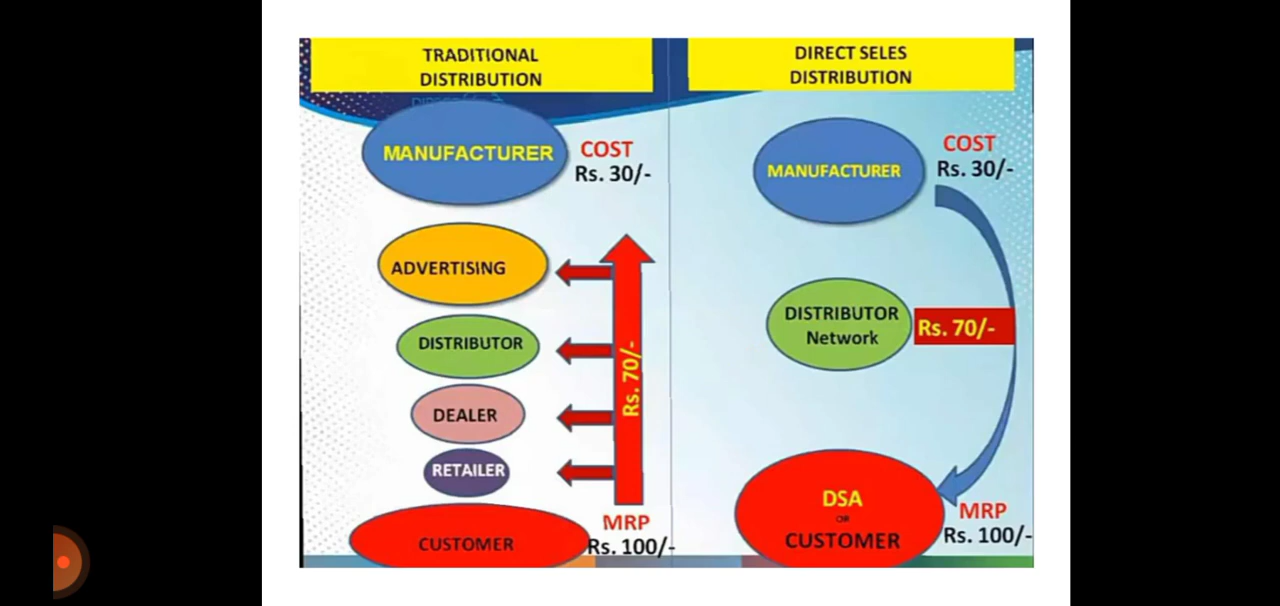 TRADITIONAL
DISTRIBUTION
MANUFACTURER
COST
Rs. 30/-
ADVERTISING
DISTRIBUTOR
DEALER
RETAILER
Rs. 70/-
CUSTOMER
MRP
Rs. 100/-
DIRECT SELES
DISTRIBUTION
MANUFACTURER
COST
Rs. 30/-
DISTRIBUTOR
Network
Rs. 70/-
DSA
OR
CUSTOMER
MRP
Rs. 100/-